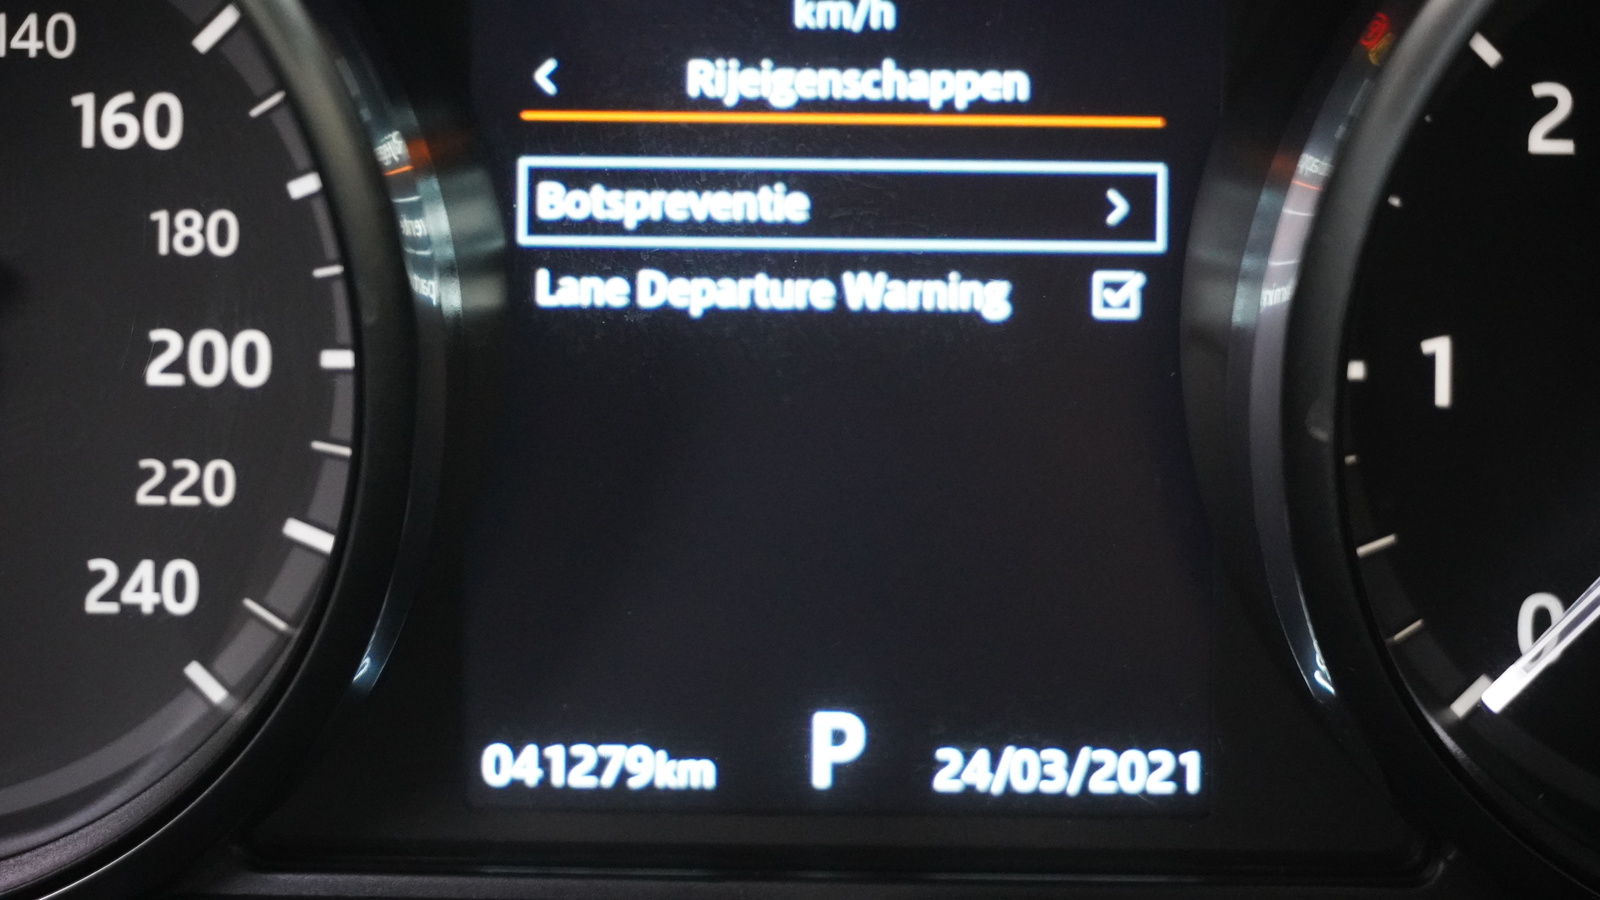 km/h
Rijeigenschappen
Botspreventie
Lane Departure Warning
041279km
P
24/03/2021
140
160
180
200
220
240
2
1
0